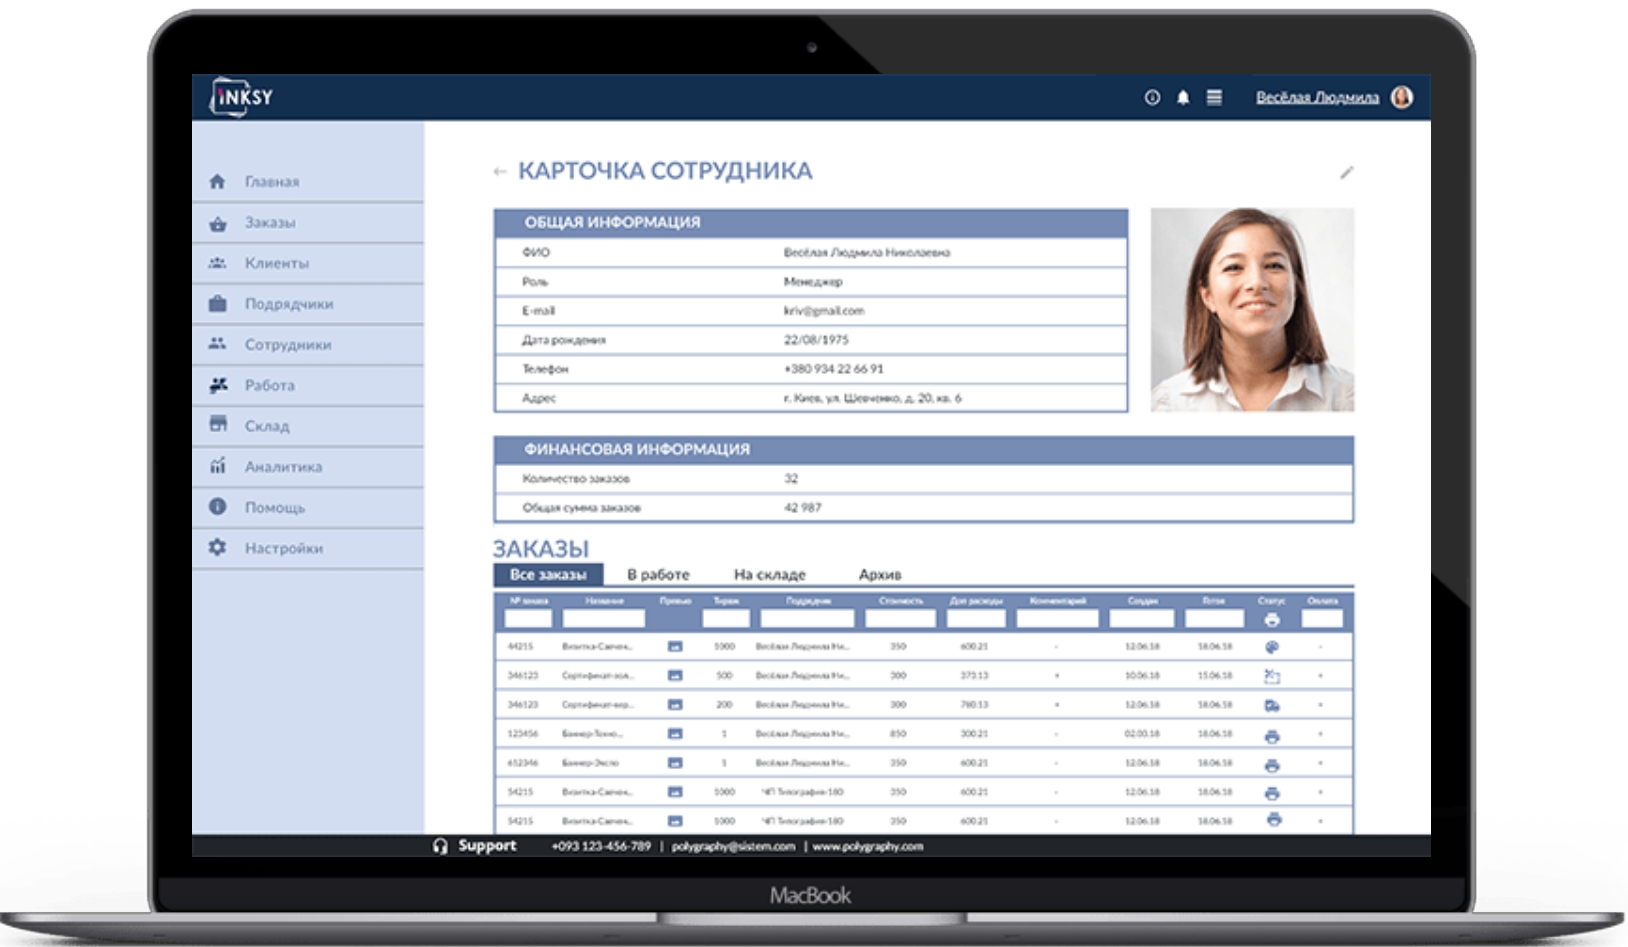 INKSY
Весёлая Людмила
Главная
Заказы
Клиенты
Подрядчики
Сотрудники
Работа
Склад
Аналитика
Помощь
Настройки
← КАРТОЧКА СОТРУДНИКА
ОБЩАЯ ИНФОРМАЦИЯ
ФИО Весёлая Людмила Николаевна
Роль Менеджер
E-mail kriv@gmail.com
Дата рождения 22/08/1975
Телефон +380 934 22 66 91
Адрес г. Киев, ул. Шевченко, д. 20, кв. 6
ФИНАНСОВАЯ ИНФОРМАЦИЯ
Количество заказов 32
Общая сумма заказов 42 987
ЗАКАЗЫ
Все заказы В работе На складе Архив
№ заказа Название Превью Тираж Подрядчик Стоимость Доп расходы Комментарий Создан Готов Статус Оплата
44215 Визитка-Савчен... 1000 Весёлая Людмила Ни... 350 600.21 - 12.06.18 18.06.18 -
346123 Сертификат-зол... 500 Весёлая Людмила Ни... 300 373.13 + 10.06.18 15.06.18 +
346123 Сертификат-вер... 200 Весёлая Людмила Ни... 300 780.13 + 12.06.18 18.06.18 +
123456 Баннер-Техно... 1 Весёлая Людмила Ни... 850 300.21 - 02.00.18 18.06.18 +
612346 Баннер-Экспо 1 Весёлая Людмила Ни... 350 600.21 - 12.06.18 18.06.18 +
54215 Визитка-Савчен... 1000 ЧП Типография-180 350 600.21 - 12.06.18 18.06.18 +
54215 Визитка-Савчен... 1000 ЧП Типография-180 350 600.21 - 12.06.18 18.06.18 -
Support +093 123-456-789 | polygraphy@sistem.com | www.polygraphy.com
MacBook